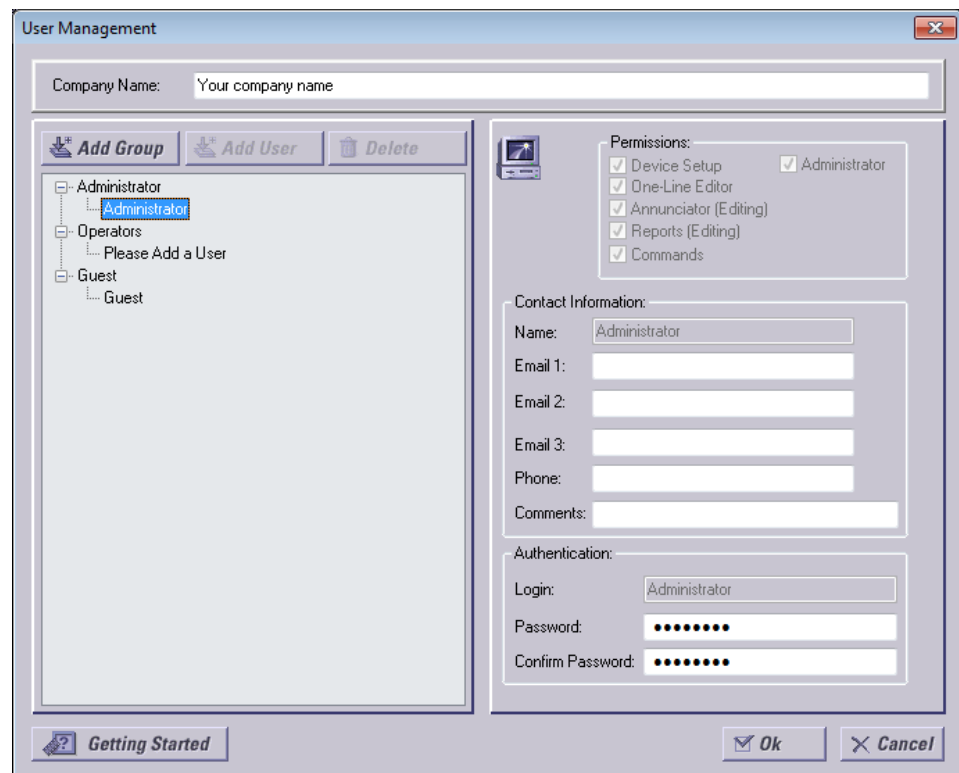 User Management
Company Name: Your company name
Add Group Add User Delete
Administrator
Administrator
Operators
Please Add a User
Guest
Guest
Permissions:
Device Setup Administrator
One-Line Editor
Annunciator (Editing)
Reports (Editing)
Commands
Contact Information:
Name: Administrator
Email 1:
Email 2:
Email 3:
Phone:
Comments:
Authentication:
Login: Administrator
Password: ••••••••
Confirm Password: ••••••••
Getting Started Ok Cancel